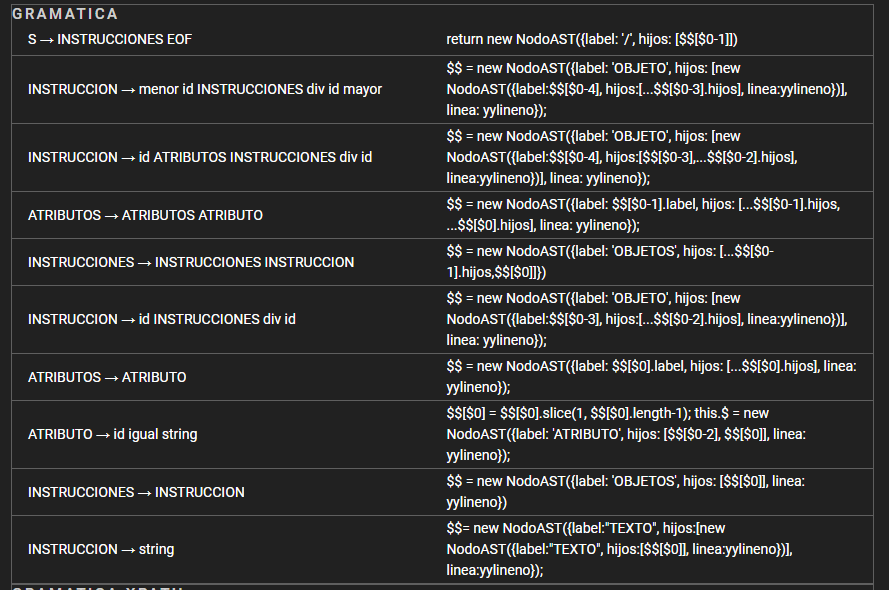 GRAMATICA
S → INSTRUCCIONES EOF
return new NodoAST({label: '/', hijos: [$$[$0-1]]})
INSTRUCCION → menor id INSTRUCCIONES div id mayor
$$ = new NodoAST({label: 'OBJETO', hijos: [new
NodoAST({label:$$[$0-4], hijos:[...$$[$0-3].hijos], linea:yylineno})],
linea: yylineno});
INSTRUCCION → id ATRIBUTOS INSTRUCCIONES div id
$$ = new NodoAST({label: 'OBJETO', hijos: [new
NodoAST({label:$$[$0-4], hijos:[$$[$0-3],...$$[$0-2].hijos],
linea:yylineno})], linea: yylineno});
ATRIBUTOS → ATRIBUTOS ATRIBUTO
$$ = new NodoAST({label: $$[$0-1].label, hijos: [...$$[$0-1].hijos,
...$$[$0].hijos], linea: yylineno});
INSTRUCCIONES → INSTRUCCIONES INSTRUCCION
$$ = new NodoAST({label: 'OBJETOS', hijos: [...$$[$0-
1].hijos,$$[$0]]})
INSTRUCCION → id INSTRUCCIONES div id
$$ = new NodoAST({label: 'OBJETO', hijos: [new
NodoAST({label:$$[$0-3], hijos:[...$$[$0-2].hijos], linea:yylineno})],
linea: yylineno});
ATRIBUTOS → ATRIBUTO
$$ = new NodoAST({label: $$[$0].label, hijos: [...$$[$0].hijos], linea:
yylineno});
ATRIBUTO → id igual string
$$[$0] = $$[$0].slice(1, $$[$0].length-1); this.$ = new
NodoAST({label: 'ATRIBUTO', hijos: [$$[$0-2], $$[$0]], linea:
yylineno});
INSTRUCCIONES → INSTRUCCION
$$ = new NodoAST({label: 'OBJETOS', hijos: [$$[$0]], linea:
yylineno})
INSTRUCCION → string
$$= new NodoAST({label:"TEXTO", hijos:[new
NodoAST({label:"TEXTO", hijos:[$$[$0]], linea:yylineno})],
linea:yylineno});
GRAMATICA XPATH